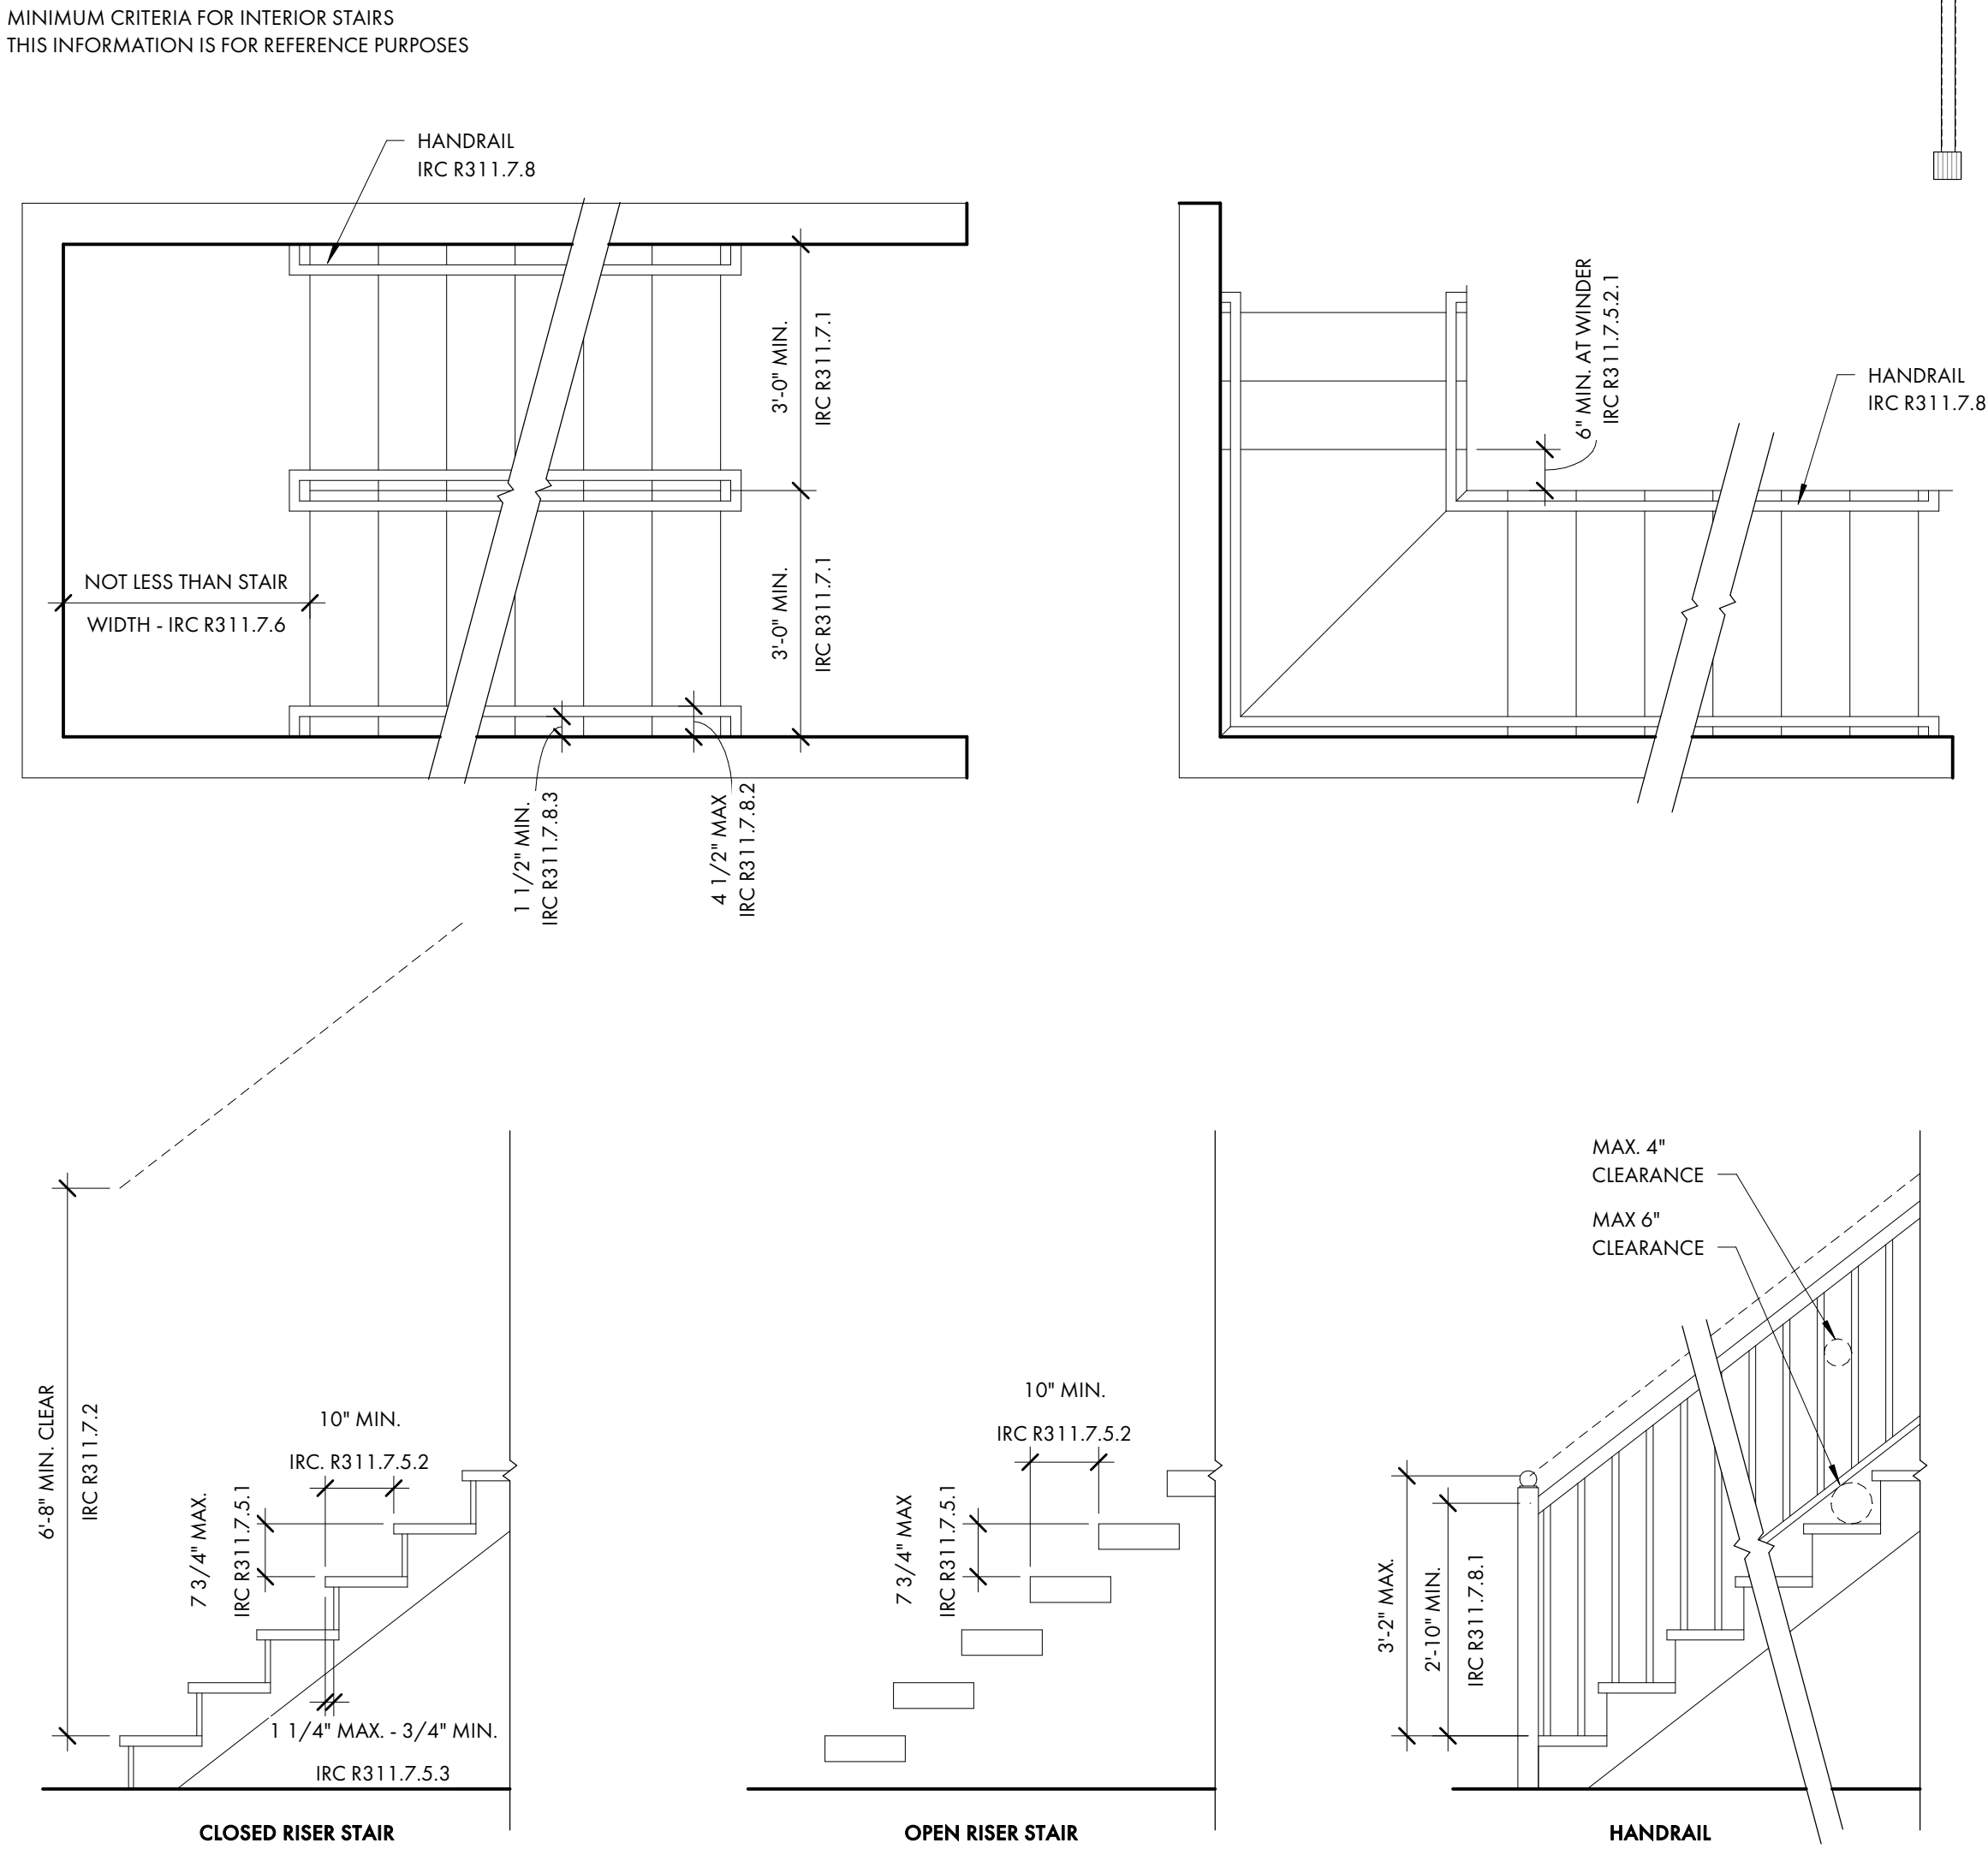 MINIMUM CRITERIA FOR INTERIOR STAIRS
THIS INFORMATION IS FOR REFERENCE PURPOSES
HANDRAIL
IRC R311.7.8
3'-0" MIN.
IRC R311.7.1
NOT LESS THAN STAIR
WIDTH - IRC R311.7.6
3'-0" MIN.
IRC R311.7.1
1 1/2" MIN.
IRC R311.7.8.3
4 1/2" MAX
IRC R311.7.8.2
6" MIN. AT WINDER
IRC R311.7.5.2.1
HANDRAIL
IRC R311.7.8
6'-8" MIN. CLEAR
IRC R311.7.2
10" MIN.
IRC. R311.7.5.2
7 3/4" MAX.
IRC R311.7.5.1
1 1/4" MAX. - 3/4" MIN.
IRC R311.7.5.3
CLOSED RISER STAIR
10" MIN.
IRC R311.7.5.2
7 3/4" MAX
IRC R311.7.5.1
OPEN RISER STAIR
MAX. 4"
CLEARANCE
MAX 6"
CLEARANCE
3'-2" MAX.
2'-10" MIN.
IRC R311.7.8.1
HANDRAIL